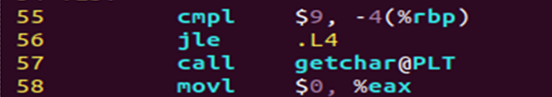 55 cmpl $9, -4(%rbp)
56 jle .L4
57 call getchar@PLT
58 movl $0, %eax